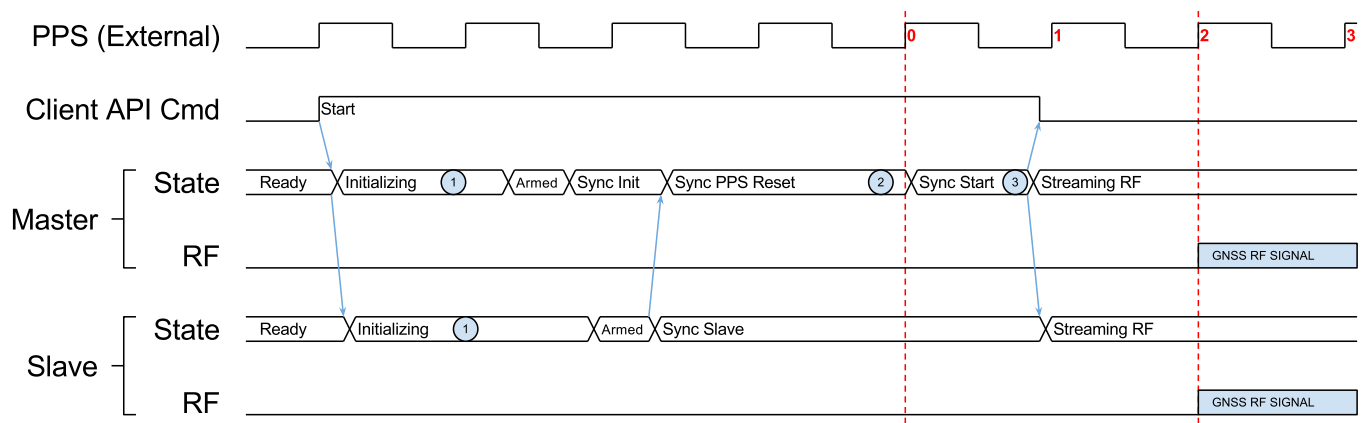 PPS (External)
0
1
2
3
Client API Cmd
Start
Master
State
Ready
Initializing
1
Armed
Sync Init
Sync PPS Reset
2
Sync Start
3
Streaming RF
RF
GNSS RF SIGNAL
Slave
State
Ready
Initializing
1
Armed
Sync Slave
Streaming RF
RF
GNSS RF SIGNAL